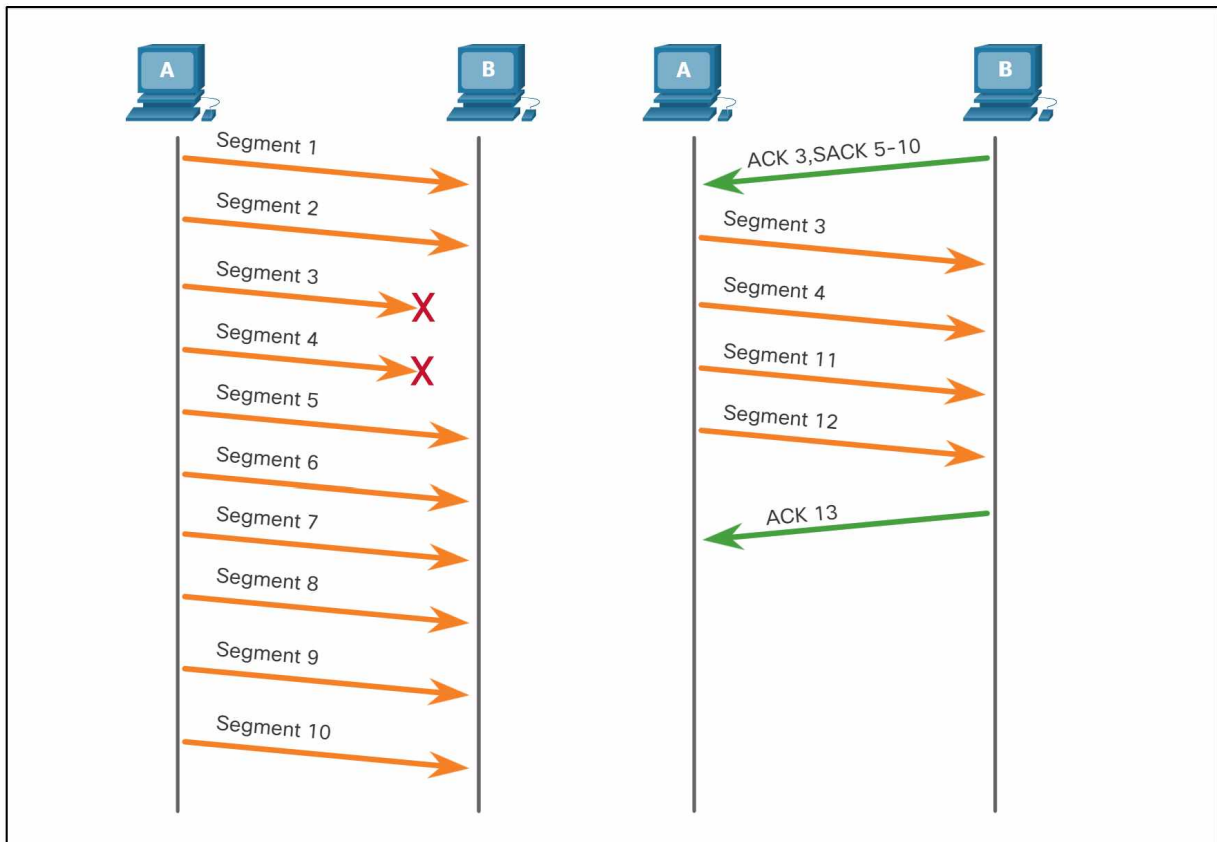 A
B
Segment 1
Segment 2
Segment 3
X
Segment 4
X
Segment 5
Segment 6
Segment 7
Segment 8
Segment 9
Segment 10
A
B
ACK 3,SACK 5-10
Segment 3
Segment 4
Segment 11
Segment 12
ACK 13